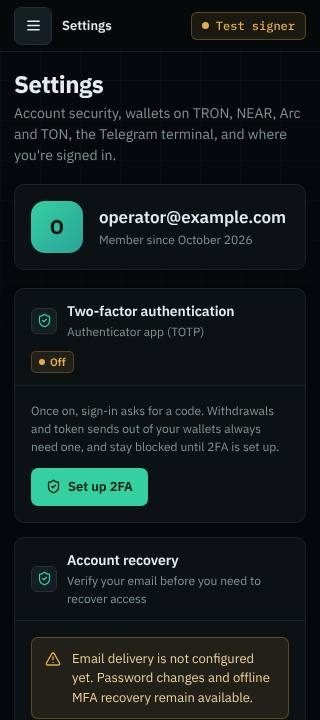 Settings
Test signer
Settings
Account security, wallets on TRON, NEAR, Arc
and TON, the Telegram terminal, and where
you're signed in.
O
operator@example.com
Member since October 2026
Two-factor authentication
Authenticator app (TOTP)
Off
Once on, sign-in asks for a code. Withdrawals
and token sends out of your wallets always
need one, and stay blocked until 2FA is set up.
Set up 2FA
Account recovery
Verify your email before you need to
recover access
Email delivery is not configured
yet. Password changes and offline
MFA recovery remain available.